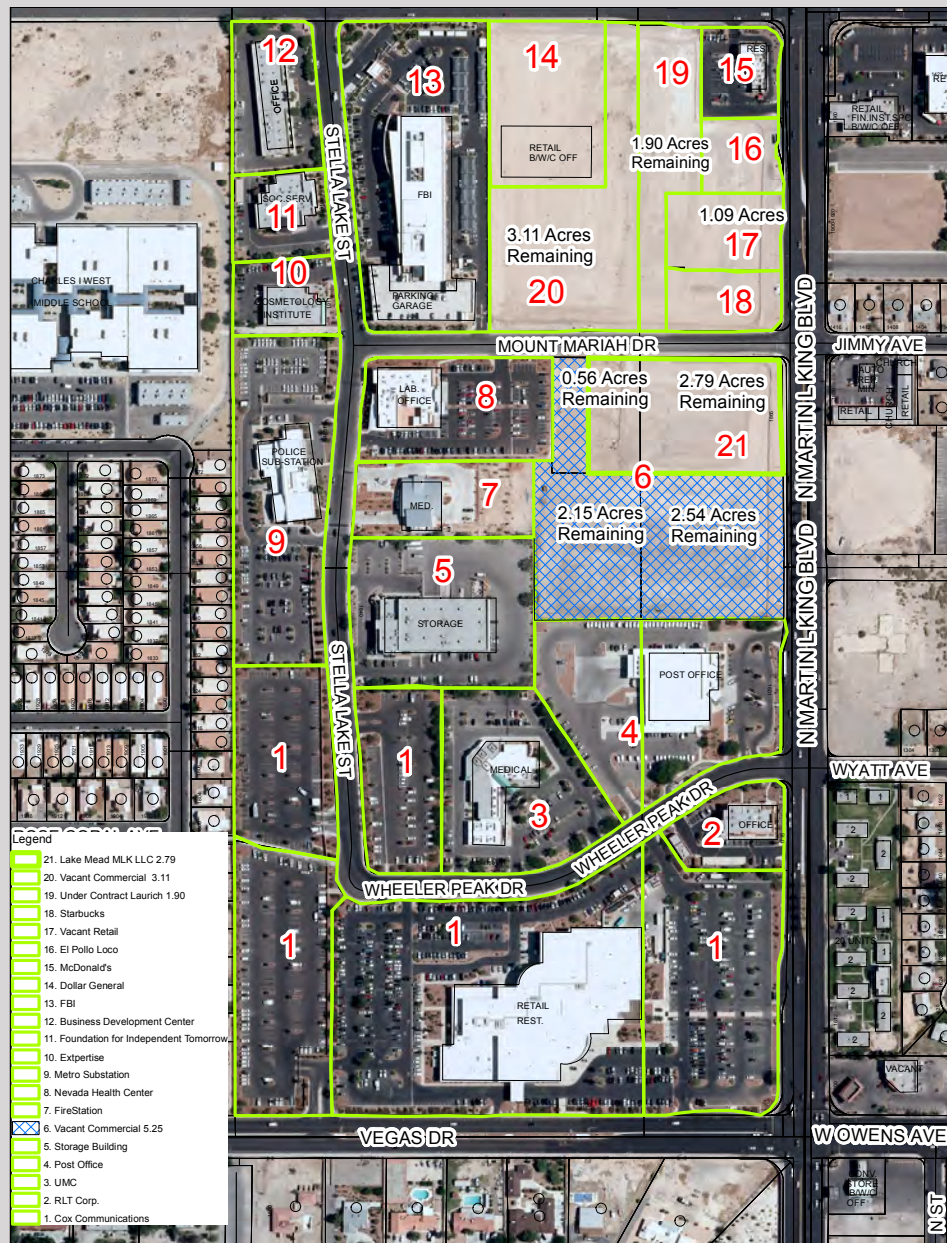 12
13
14
19
15
REST
OFFICE
FBI
RETAIL
B/W/C OFF
1.90 Acres
Remaining
16
RETAIL
FIN.INST.SPC
B/W/C OFF
STELLA LAKE ST
SOC.SERV
11
1.09 Acres
17
3.11 Acres
Remaining
20
18
10
COSMETOLOGY
INSTITUTE
PARKING
GARAGE
CHARLES I WEST
MIDDLE SCHOOL
N MARTIN L KING BLVD
MOUNT MARIAH DR
JIMMY AVE
CHURCH
RETAIL
CHURCH
RETAIL
LAB.
OFFICE
8
0.56 Acres
Remaining
2.79 Acres
Remaining
21
6
POLICE
SUB-STATION
7
MED.
9
2.15 Acres
Remaining
2.54 Acres
Remaining
5
STORAGE
N MARTIN L KING BLVD
STELLA LAKE ST
POST OFFICE
4
1
1
MEDICAL
3
WYATT AVE
2
OFFICE
WHEELER PEAK DR
WHEELER PEAK DR
1
1
1
RETAIL
REST.
20 UNITS
VACANT
VEGAS DR
W OWENS AVE
CONV
STORE
B/W/C
OFF
N ST
Legend
21. Lake Mead MLK LLC 2.79
20. Vacant Commercial 3.11
19. Under Contract Laurich 1.90
18. Starbucks
17. Vacant Retail
16. El Pollo Loco
15. McDonald's
14. Dollar General
13. FBI
12. Business Development Center
11. Foundation for Independent Tomorrow
10. Extpertise
9. Metro Substation
8. Nevada Health Center
7. FireStation
6. Vacant Commercial 5.25
5. Storage Building
4. Post Office
3. UMC
2. RLT Corp.
1. Cox Communications